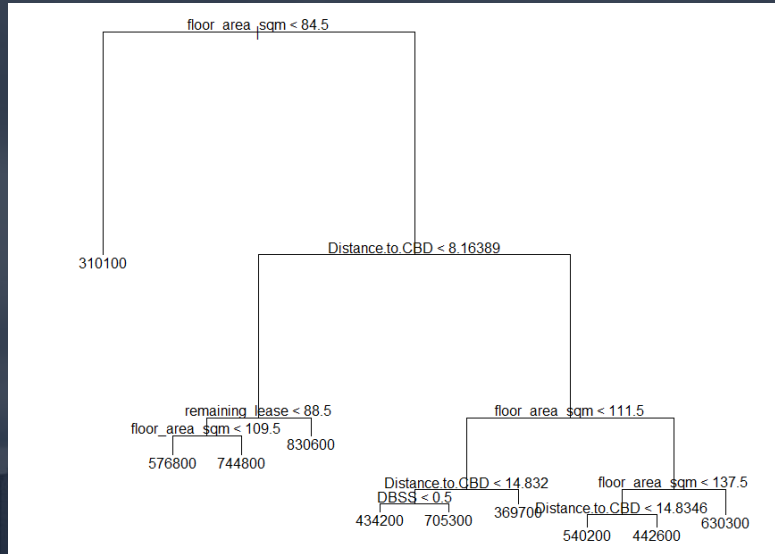 floor_area_sqm < 84.5
Distance.to.CBD < 8.16389
310100
remaining_lease < 88.5
floor_area_sqm < 111.5
floor_area_sqm < 109.5
830600
576800
744800
Distance.to.CBD < 14.832
floor_area_sqm < 137.5
DBSS < 0.5
369700
Distance.to.CBD < 14.8346
434200
705300
630300
540200
442600